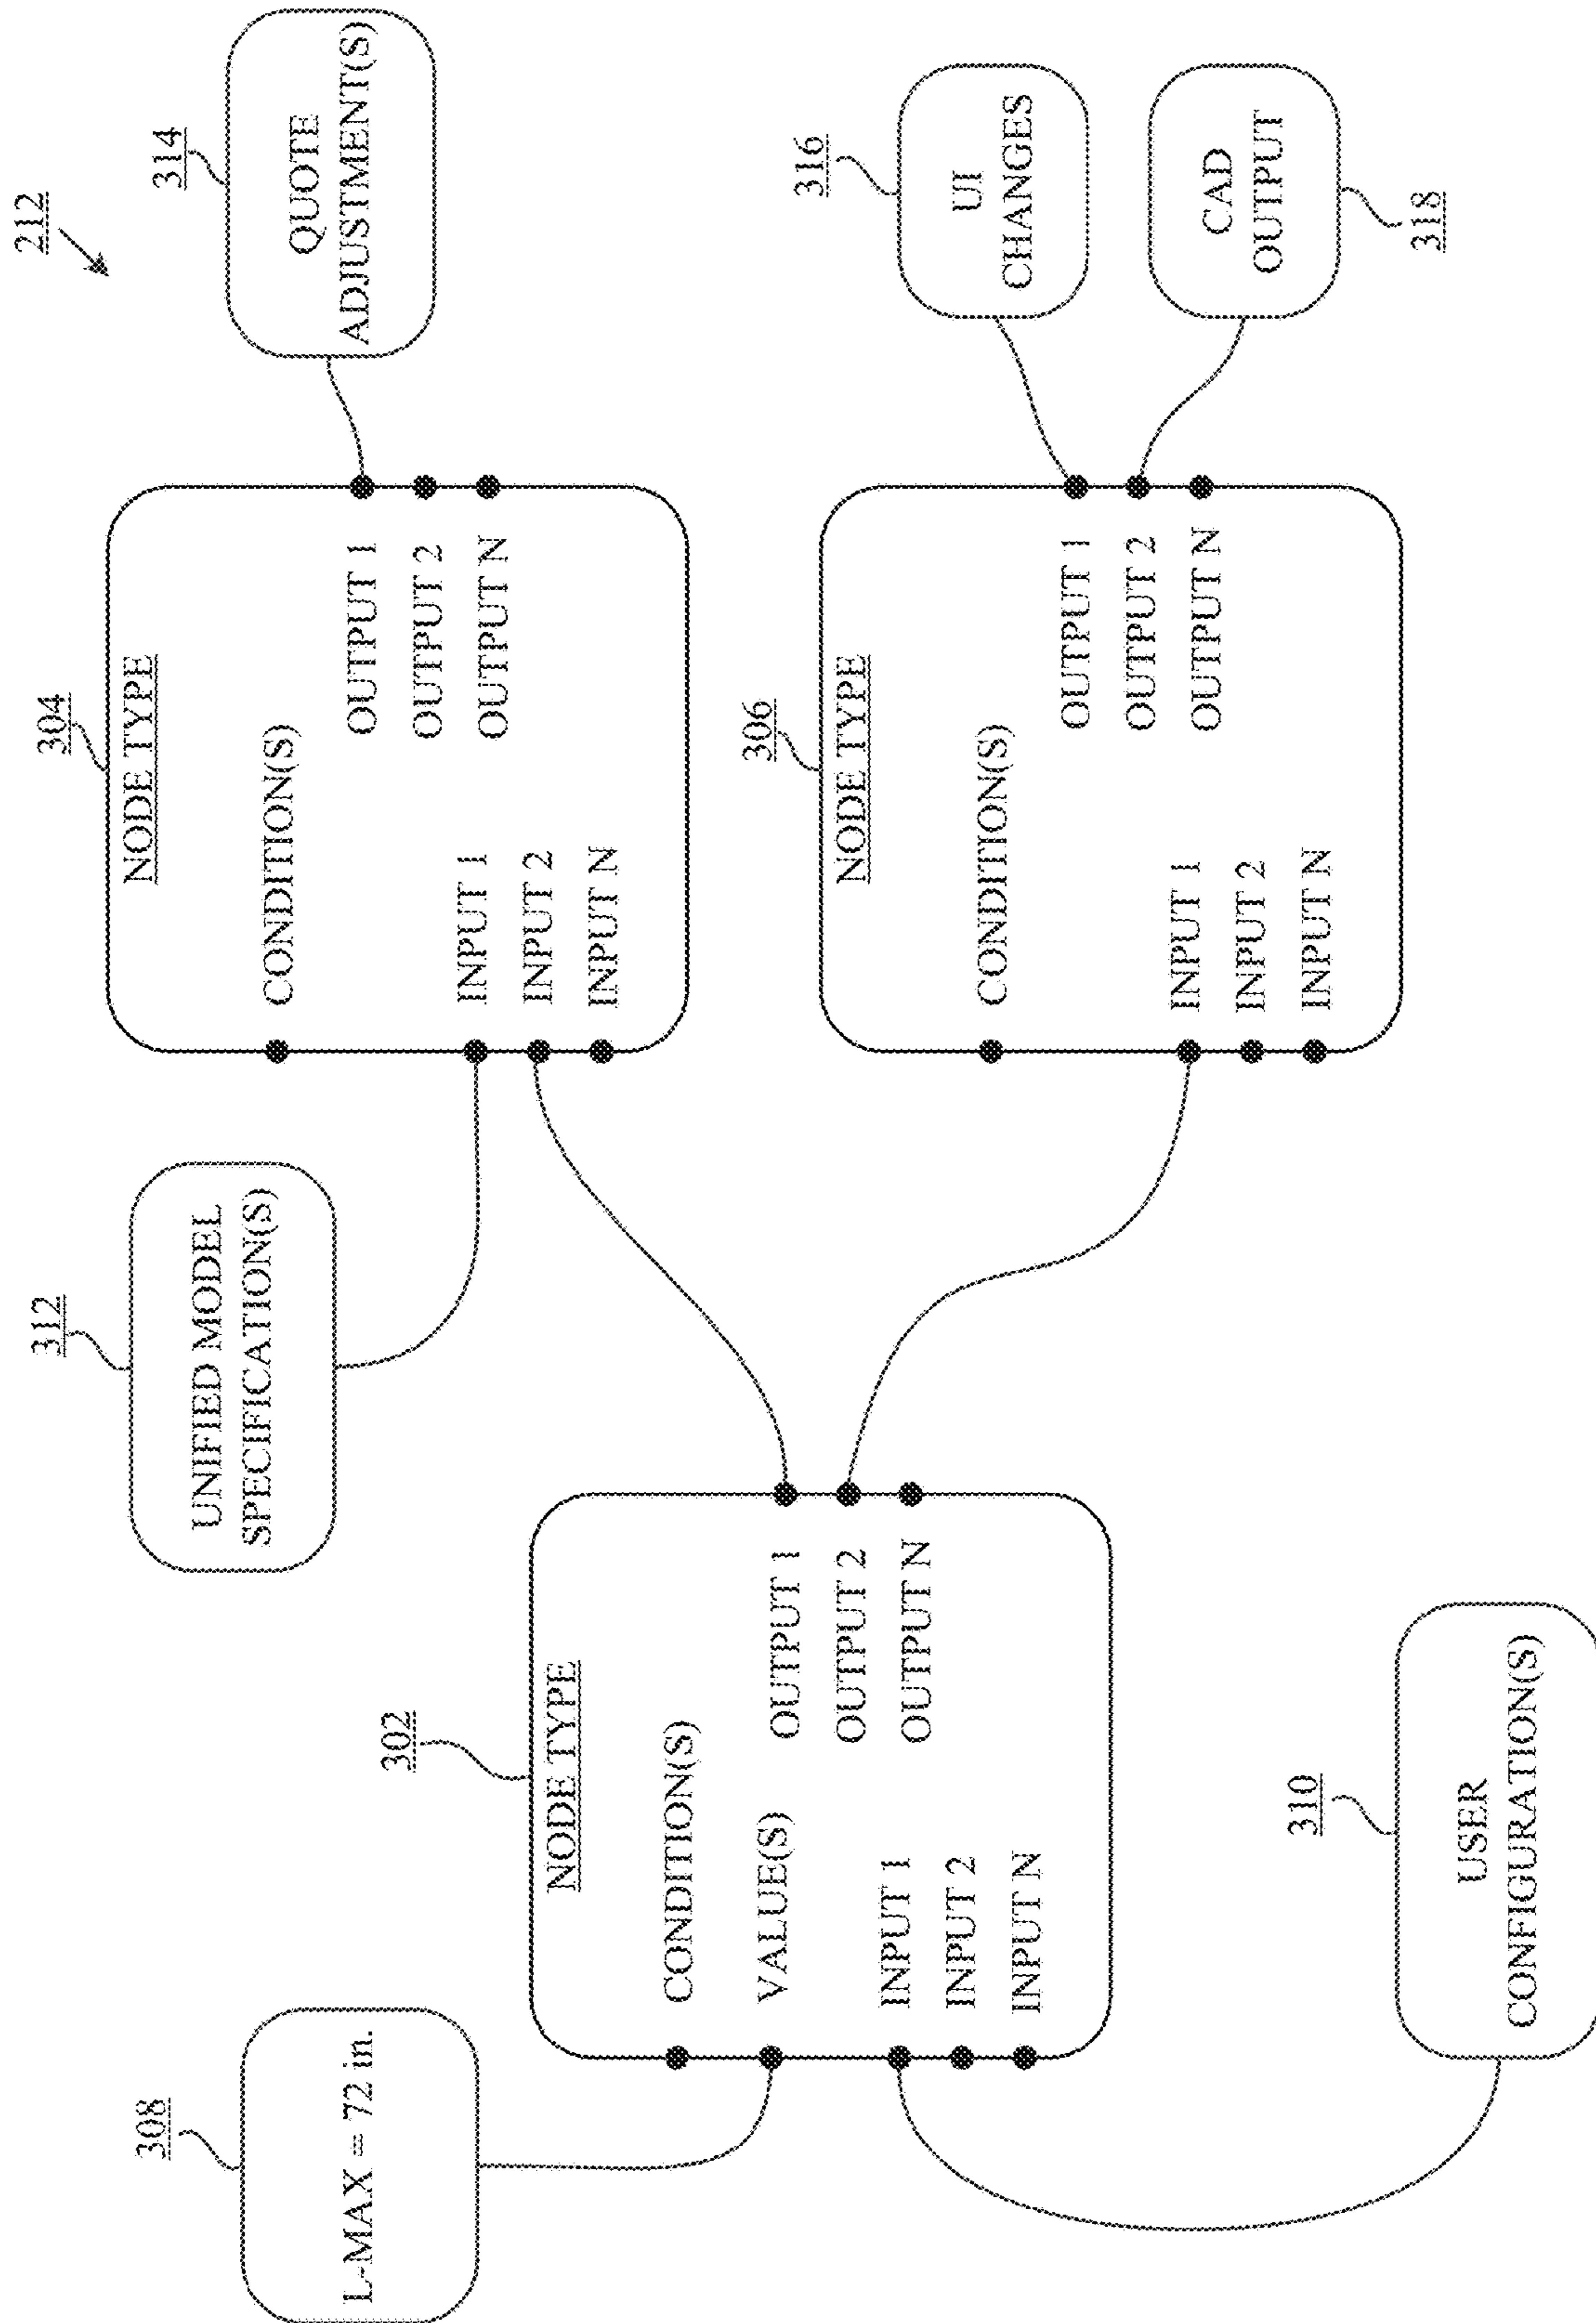 212
308
L-MAX = 72 in.
302
NODE TYPE
CONDITION(S)
VALUE(S)
INPUT 1
INPUT 2
INPUT N
OUTPUT 1
OUTPUT 2
OUTPUT N
310
USER
CONFIGURATION(S)
312
UNIFIED MODEL
SPECIFICATION(S)
304
NODE TYPE
CONDITION(S)
INPUT 1
INPUT 2
INPUT N
OUTPUT 1
OUTPUT 2
OUTPUT N
306
NODE TYPE
CONDITION(S)
INPUT 1
INPUT 2
INPUT N
OUTPUT 1
OUTPUT 2
OUTPUT N
314
QUOTE
ADJUSTMENT(S)
316
UI
CHANGES
CAD
OUTPUT
318